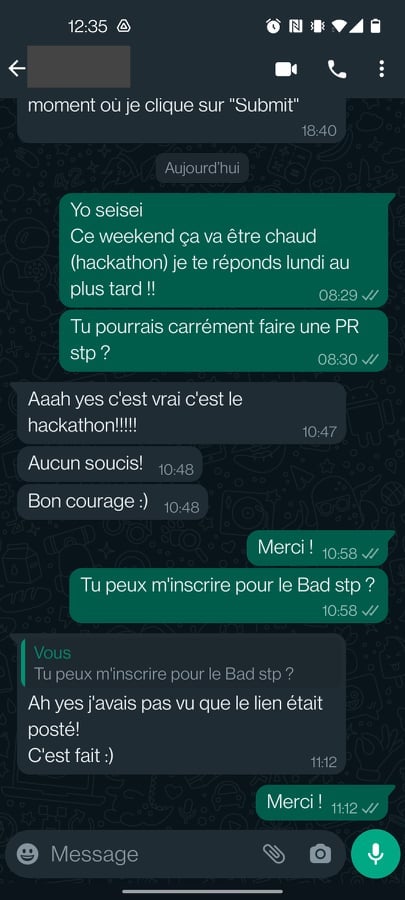 12:35
moment où je clique sur "Submit"
18:40
Aujourd'hui
Yo seisei
Ce weekend ça va être chaud
(hackathon) je te réponds lundi au
plus tard !!
08:29
Tu pourrais carrément faire une PR
stp ?
08:30
Aaah yes c'est vrai c'est le
hackathon!!!!!
10:47
Aucun soucis!
10:48
Bon courage :)
10:48
Merci !
10:58
Tu peux m'inscrire pour le Bad stp ?
10:58
Vous
Tu peux m'inscrire pour le Bad stp ?
Ah yes j'avais pas vu que le lien était
posté!
C'est fait :)
11:12
Merci !
11:12
Message